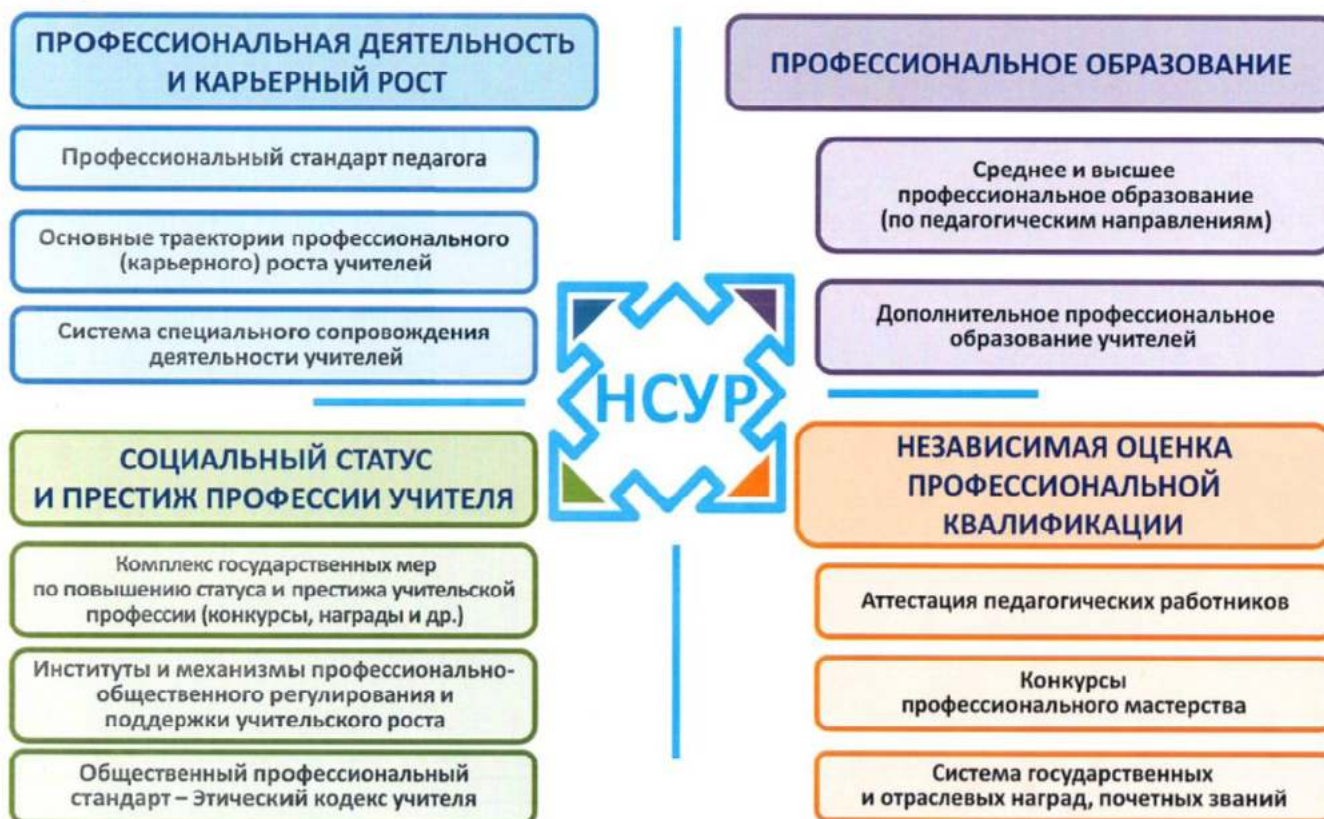 ПРОФЕССИОНАЛЬНАЯ ДЕЯТЕЛЬНОСТЬ
И КАРЬЕРНЫЙ РОСТ
Профессиональный стандарт педагога
Основные траектории профессионального
(карьерного) роста учителей
Система специального сопровождения
деятельности учителей
ПРОФЕССИОНАЛЬНОЕ ОБРАЗОВАНИЕ
Среднее и высшее
профессиональное образование
(по педагогическим направлениям)
Дополнительное профессиональное
образование учителей
НСУР
СОЦИАЛЬНЫЙ СТАТУС
И ПРЕСТИЖ ПРОФЕССИИ УЧИТЕЛЯ
Комплекс государственных мер
по повышению статуса и престижа учительской
профессии (конкурсы, награды и др.)
Институты и механизмы профессионально-
общественного регулирования и
поддержки учительского роста
Общественный профессиональный
стандарт – Этический кодекс учителя
НЕЗАВИСИМАЯ ОЦЕНКА
ПРОФЕССИОНАЛЬНОЙ
КВАЛИФИКАЦИИ
Аттестация педагогических работников
Конкурсы
профессионального мастерства
Система государственных
и отраслевых наград, почетных званий